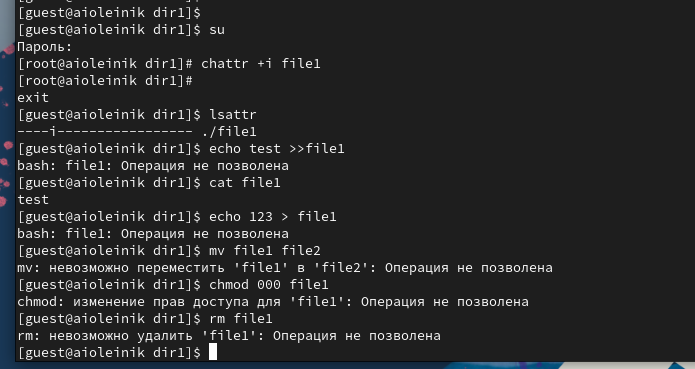 [guest@aioleinik dir1]$
[guest@aioleinik dir1]$ su
Пароль:
[root@aioleinik dir1]# chattr +i file1
[root@aioleinik dir1]#
exit
[guest@aioleinik dir1]$ lsattr
----i----------------- ./file1
[guest@aioleinik dir1]$ echo test >>file1
bash: file1: Операция не позволена
[guest@aioleinik dir1]$ cat file1
test
[guest@aioleinik dir1]$ echo 123 > file1
bash: file1: Операция не позволена
[guest@aioleinik dir1]$ mv file1 file2
mv: невозможно переместить 'file1' в 'file2': Операция не позволена
[guest@aioleinik dir1]$ chmod 000 file1
chmod: изменение прав доступа для 'file1': Операция не позволена
[guest@aioleinik dir1]$ rm file1
rm: невозможно удалить 'file1': Операция не позволена
[guest@aioleinik dir1]$